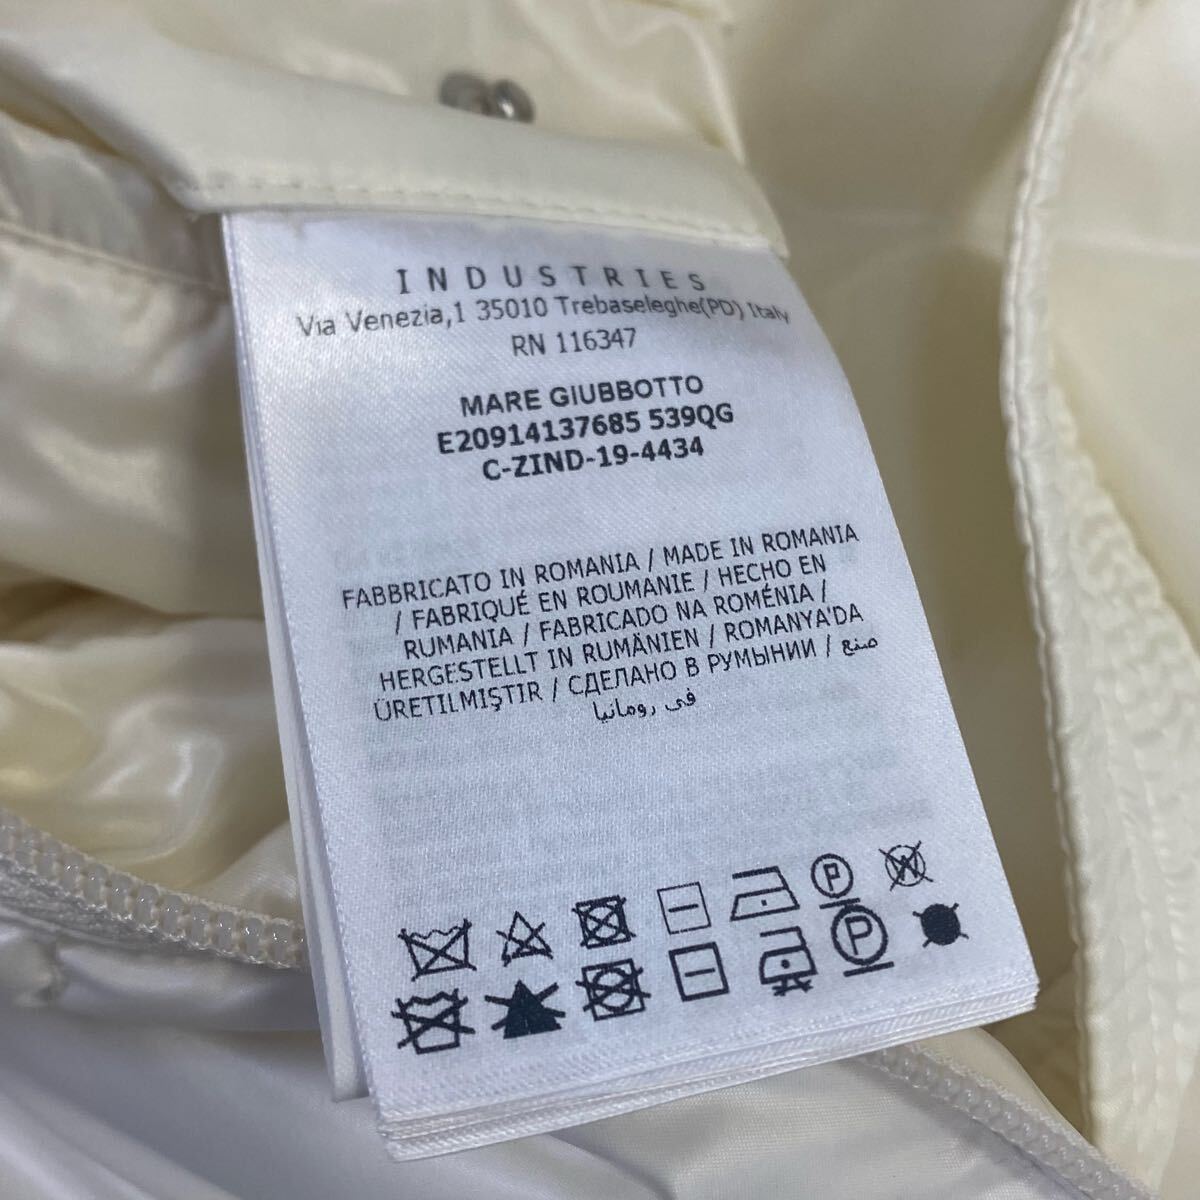 INDUSTRIES
Via Venezia,1 35010 Trebaseleghe(PD) Italy
RN 116347
MARE GIUBBOTTO
E20914137685 539QG
C-ZIND-19-4434
FABBRICATO IN ROMANIA / MADE IN ROMANIA
/ FABRIQUÉ EN ROUMANIE / HECHO EN
RUMANIA / FABRICADO NA ROMÉNIA /
HERGESTELLT IN RUMÄNIEN / ROMANYA'DA
ÜRETILMIŞTIR / СДЕЛАНО В РУМЫНИИ / صنع
في رومانيا
P W
P